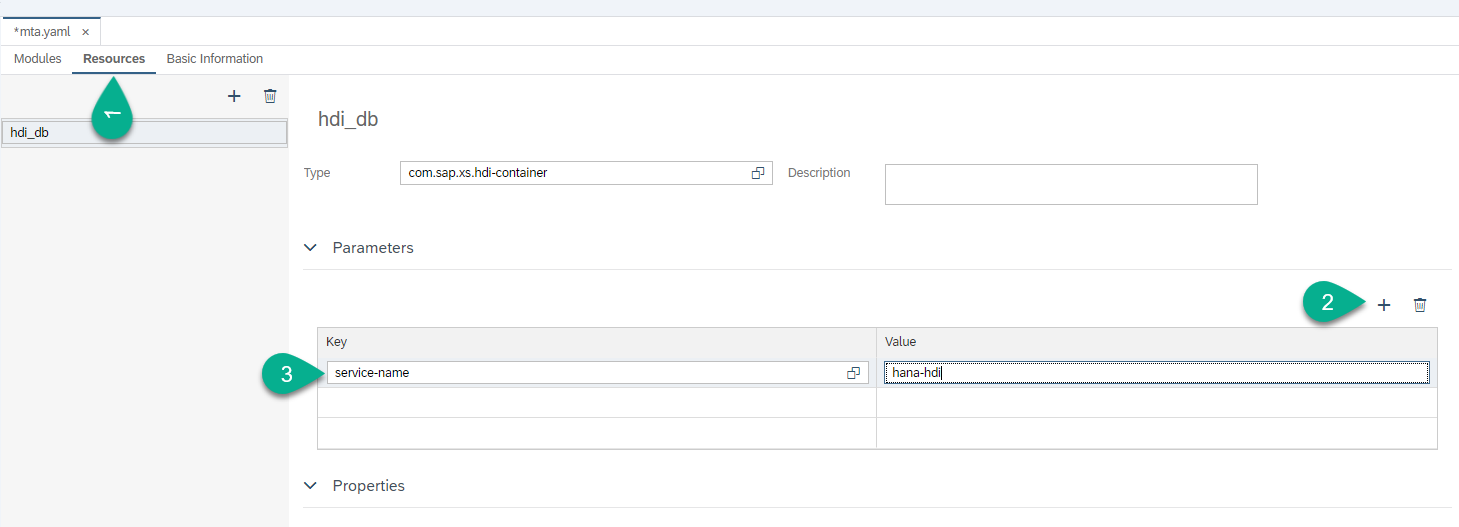 *mta.yaml ×
Modules Resources Basic Information
1
hdi_db
hdi_db
Type com.sap.xs.hdi-container Description
Parameters
2
Key Value
3 service-name hana-hdi
Properties